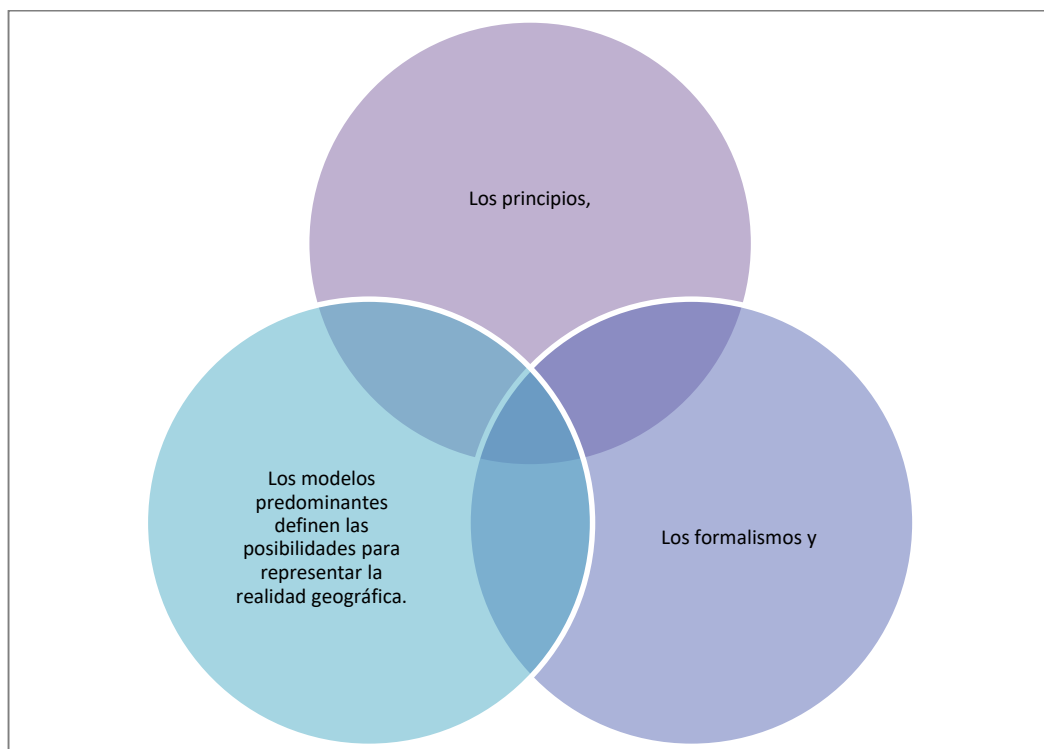 Los principios,
Los formalismos y
Los modelos
predominantes
definen las
posibilidades para
representar la
realidad geográfica.